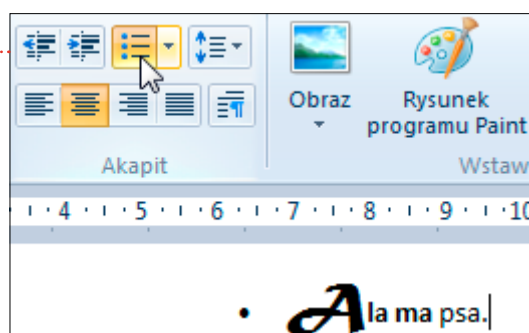 Obraz Rysunek
programu Paint
Akapit Wstaw
4 5 6 7 8 9 10
• Ala ma psa.